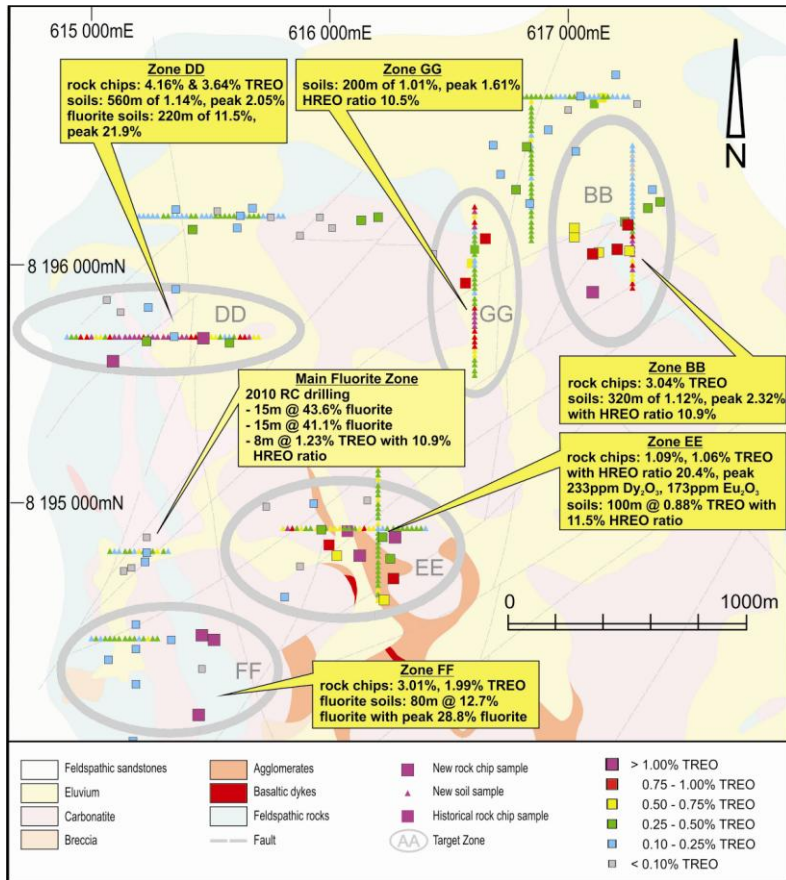 615 000mE
616 000mE
617 000mE
Zone DD
rock chips: 4.16% & 3.64% TREO
soils: 560m of 1.14%, peak 2.05%
fluorite soils: 220m of 11.5%,
peak 21.9%
Zone GG
soils: 200m of 1.01%, peak 1.61%
HREO ratio 10.5%
N
BB
8 196 000mN
DD
GG
Main Fluorite Zone
2010 RC drilling
- 15m @ 43.6% fluorite
- 15m @ 41.1% fluorite
- 8m @ 1.23% TREO with 10.9%
HREO ratio
Zone BB
rock chips: 3.04% TREO
soils: 320m of 1.12%, peak 2.32%
with HREO ratio 10.9%
Zone EE
rock chips: 1.09%, 1.06% TREO
with HREO ratio 20.4%, peak
233ppm Dy₂O₃, 173ppm Eu₂O₃
soils: 100m @ 0.88% TREO with
11.5% HREO ratio
8 195 000mN
EE
0
1000m
FF
Zone FF
rock chips: 3.01%, 1.99% TREO
fluorite soils: 80m @ 12.7%
fluorite with peak 28.8% fluorite
Feldspathic sandstones
Eluvium
Carbonatite
Breccia
Agglomerates
Basaltic dykes
Feldspathic rocks
Fault
New rock chip sample
New soil sample
Historical rock chip sample
AA
Target Zone
> 1.00% TREO
0.75 - 1.00% TREO
0.50 - 0.75% TREO
0.25 - 0.50% TREO
0.10 - 0.25% TREO
< 0.10% TREO